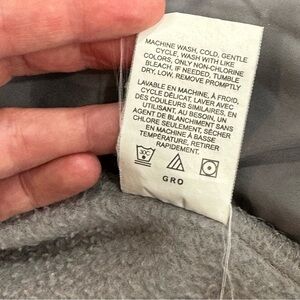 MACHINE WASH, COLD, GENTLE
CYCLE, WASH WITH LIKE
COLORS, ONLY NON-CHLORINE
BLEACH, IF NEEDED, TUMBLE
DRY, LOW, REMOVE PROMPTLY
LAVABLE EN MACHINE, À FROID,
CYCLE DÉLICAT, LAVER AVEC
DES COULEURS SIMILAIRES, EN
UTILISANT, AU BESOIN, UN
AGENT DE BLANCHIMENT SANS
CHLORE SEULEMENT, SÉCHER
EN MACHINE À BASSE
TEMPÉRATURE, RETIRER
RAPIDEMENT.
30C
GRO